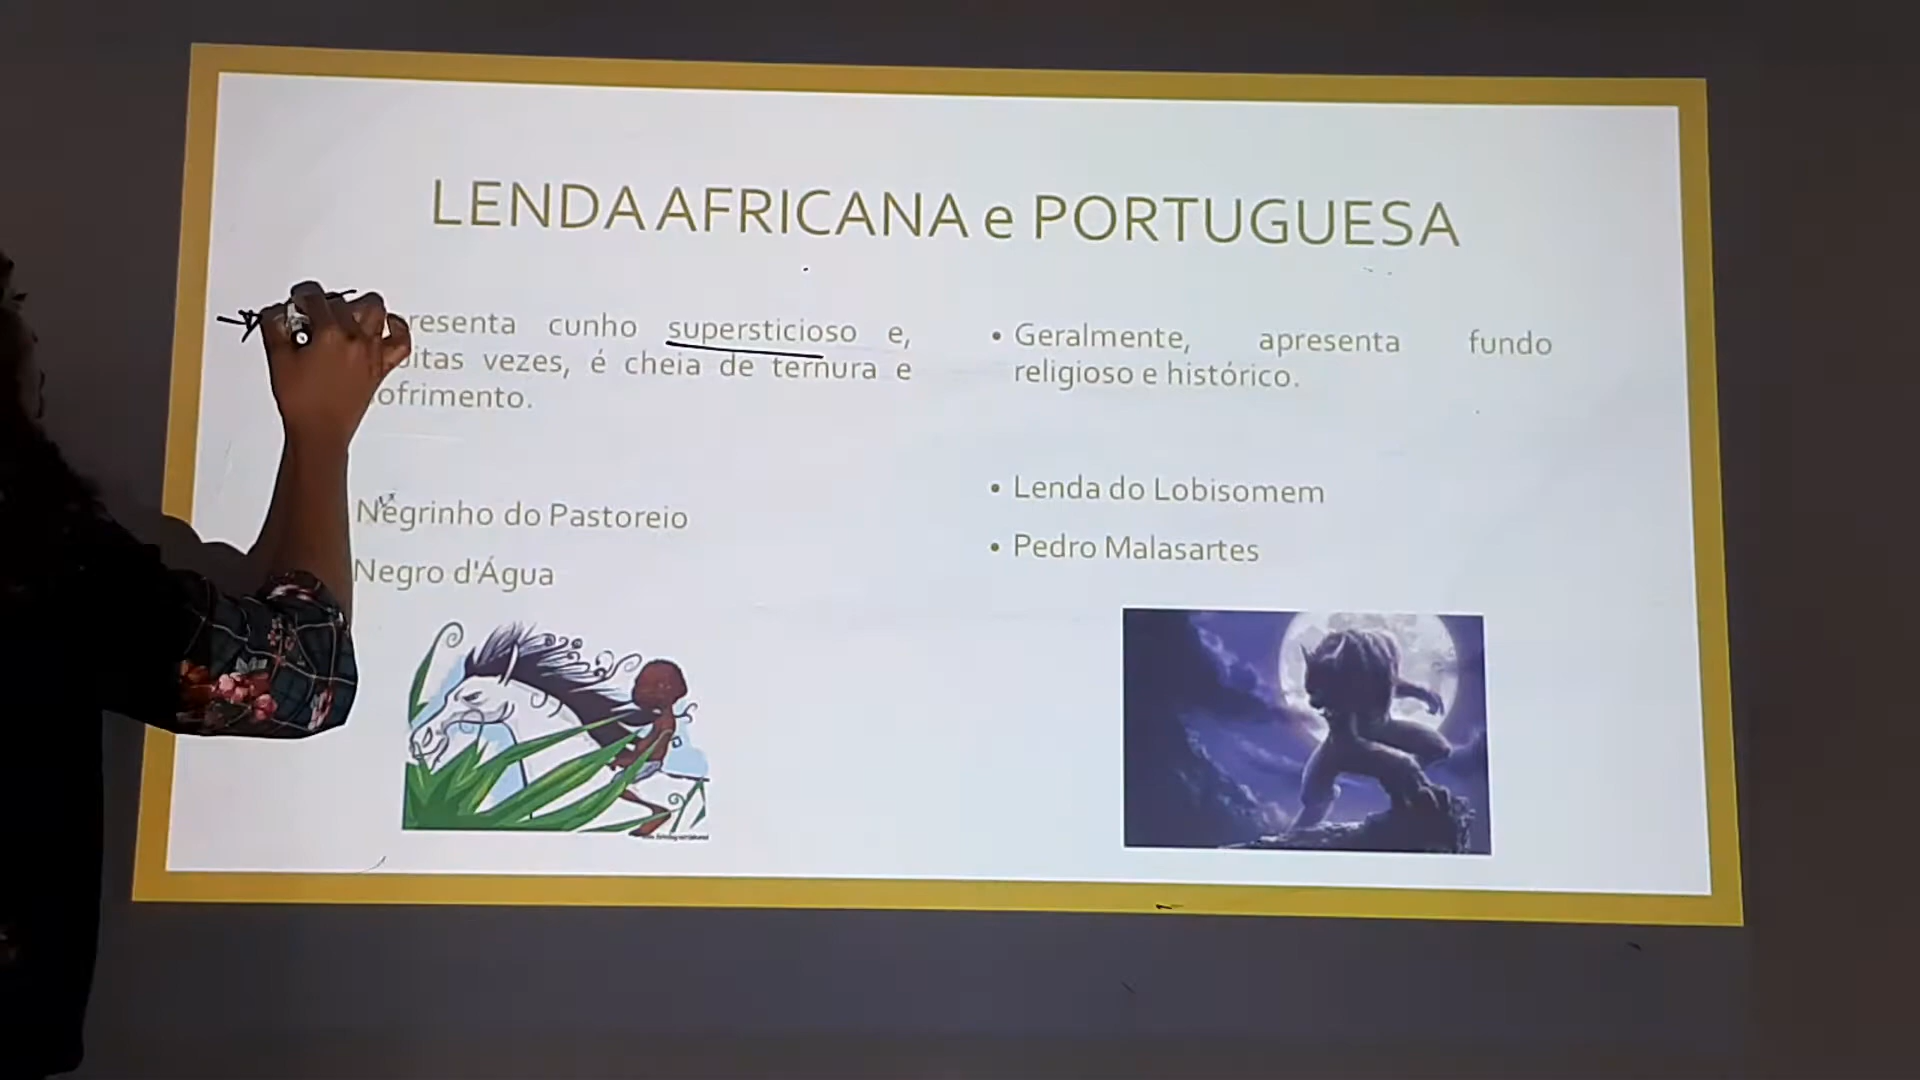 LENDA AFRICANA e PORTUGUESA
presenta cunho supersticioso e,
itas vezes, é cheia de ternura e
ofrimento.
Negrinho do Pastoreio
Negro d'Água
• Geralmente, apresenta fundo
religioso e histórico.
• Lenda do Lobisomem
• Pedro Malasartes